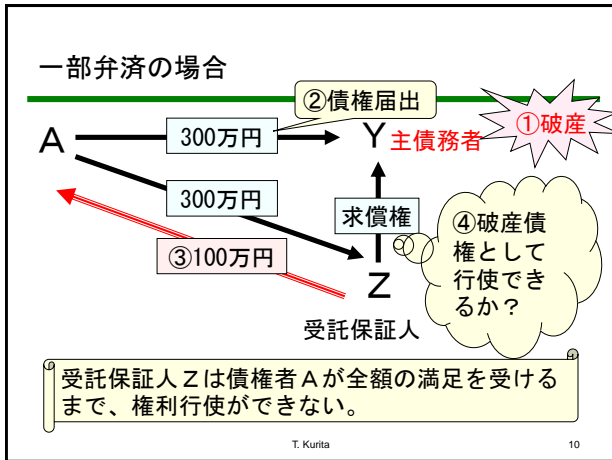 一部弁済の場合
②債権届出
①破産
A
300万円
Y
主債務者
300万円
求償権
③100万円
④破産債
権として
行使でき
るか？
Z
受託保証人
受託保証人Ｚは債権者Ａが全額の満足を受ける
まで、権利行使ができない。
T. Kurita
10